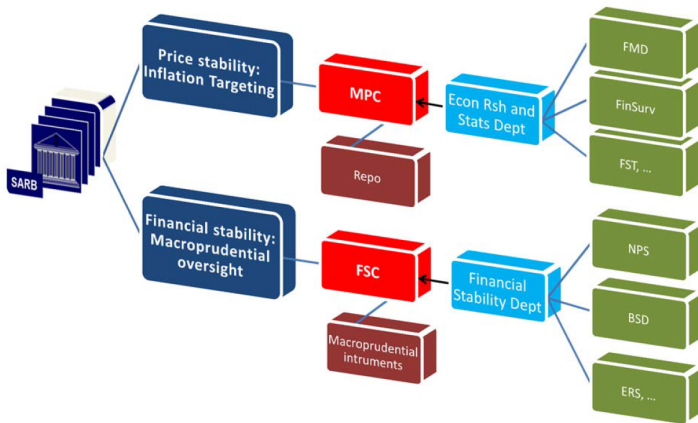 SARB
Price stability:
Inflation Targeting
MPC
Repo
Econ Rsh and
Stats Dept
FMD
FinSurv
FST, ...
Financial stability:
Macroprudential
oversight
FSC
Macroprudential
intruments
Financial
Stability Dept
NPS
BSD
ERS, ...